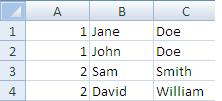 A B C
1 1 Jane Doe
2 1 John Doe
3 2 Sam Smith
4 2 David William